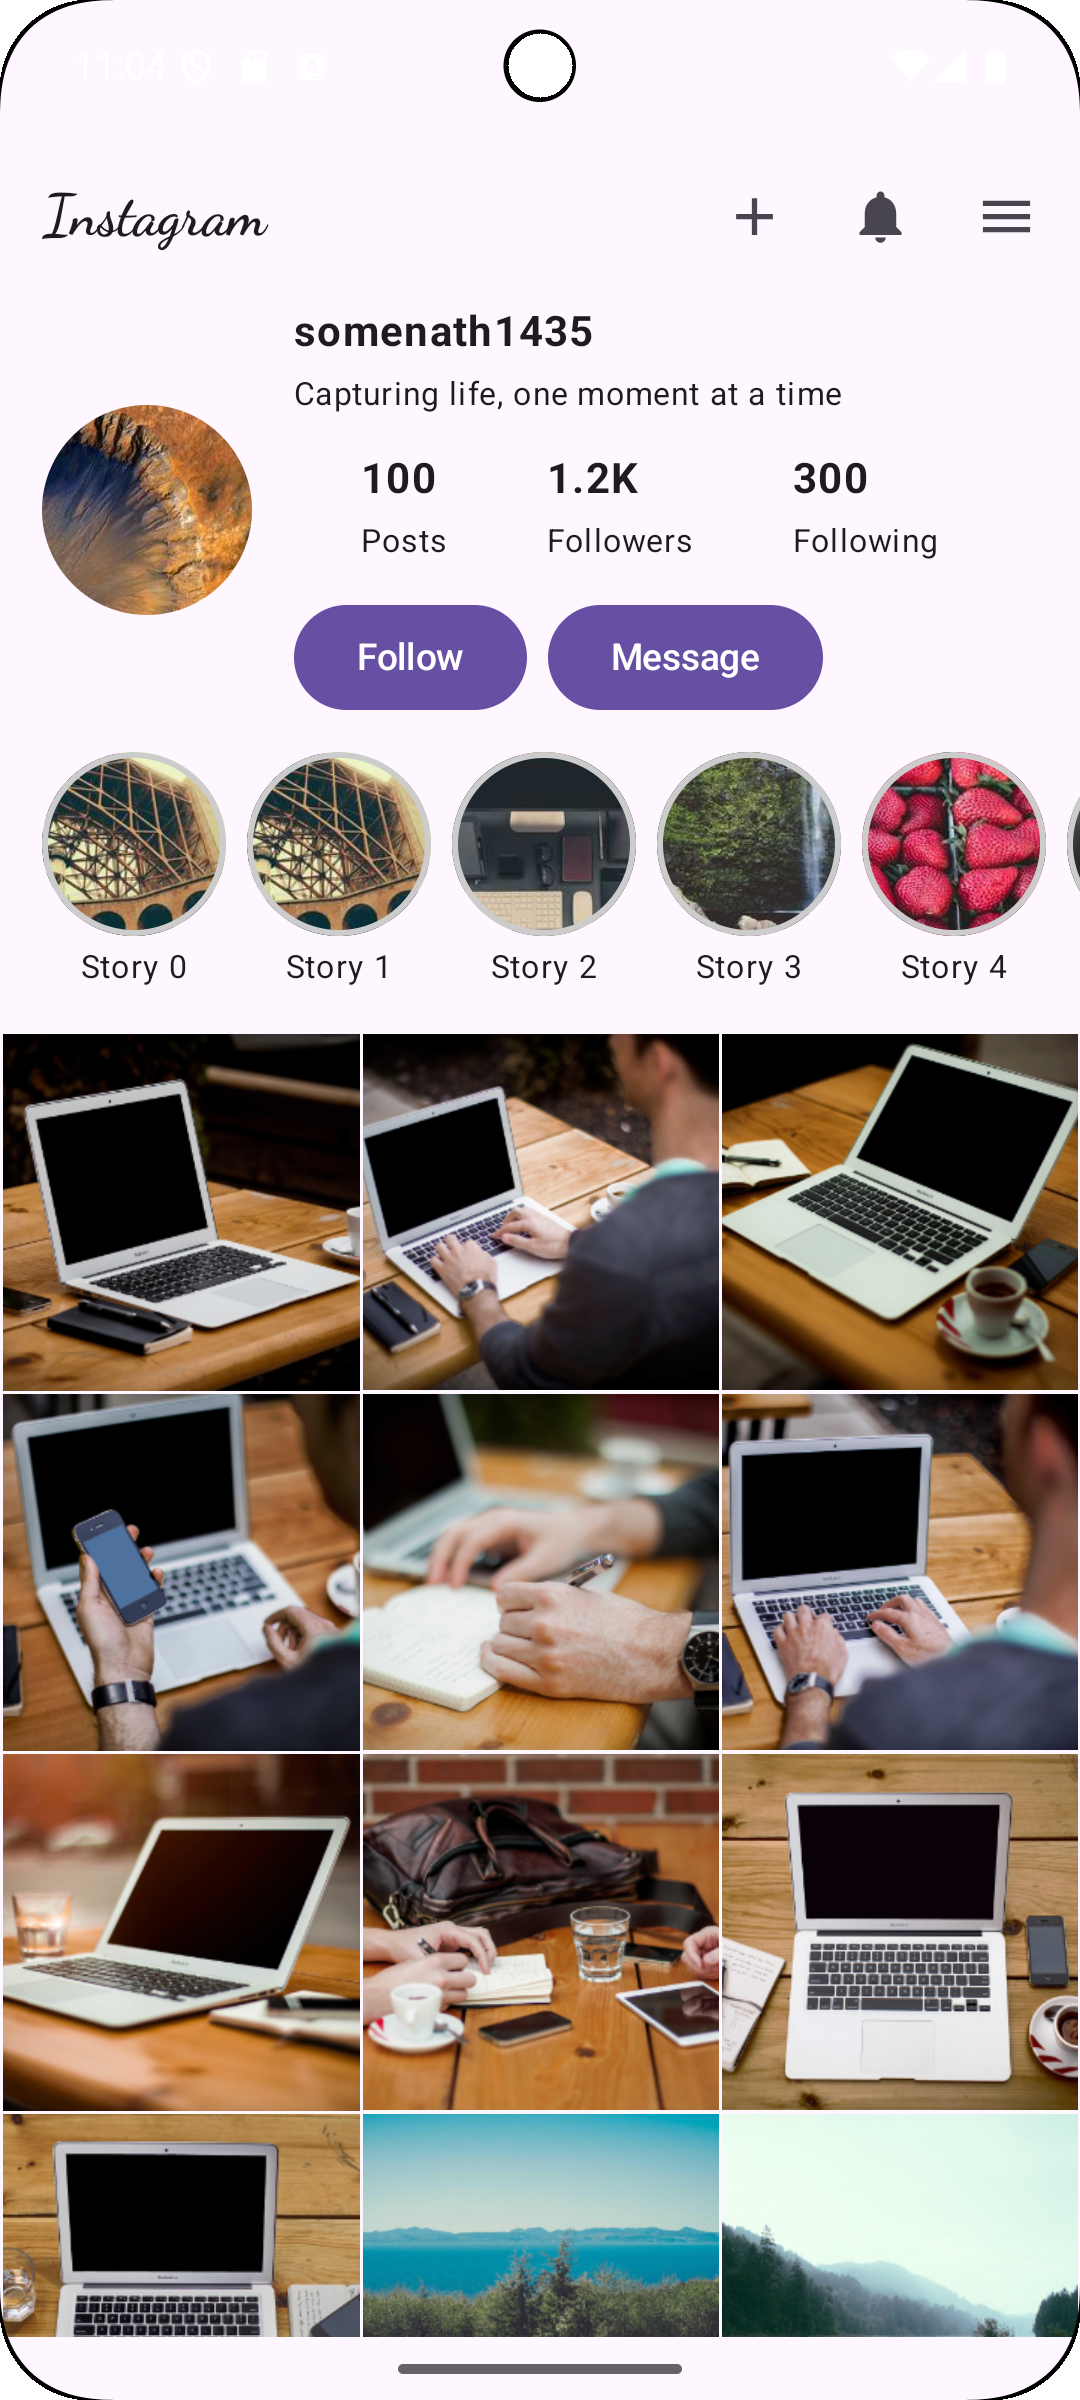 11:04
Instagram
somenath1435
Capturing life, one moment at a time
100 1.2K 300
Posts Followers Following
Follow Message
Story 0 Story 1 Story 2 Story 3 Story 4